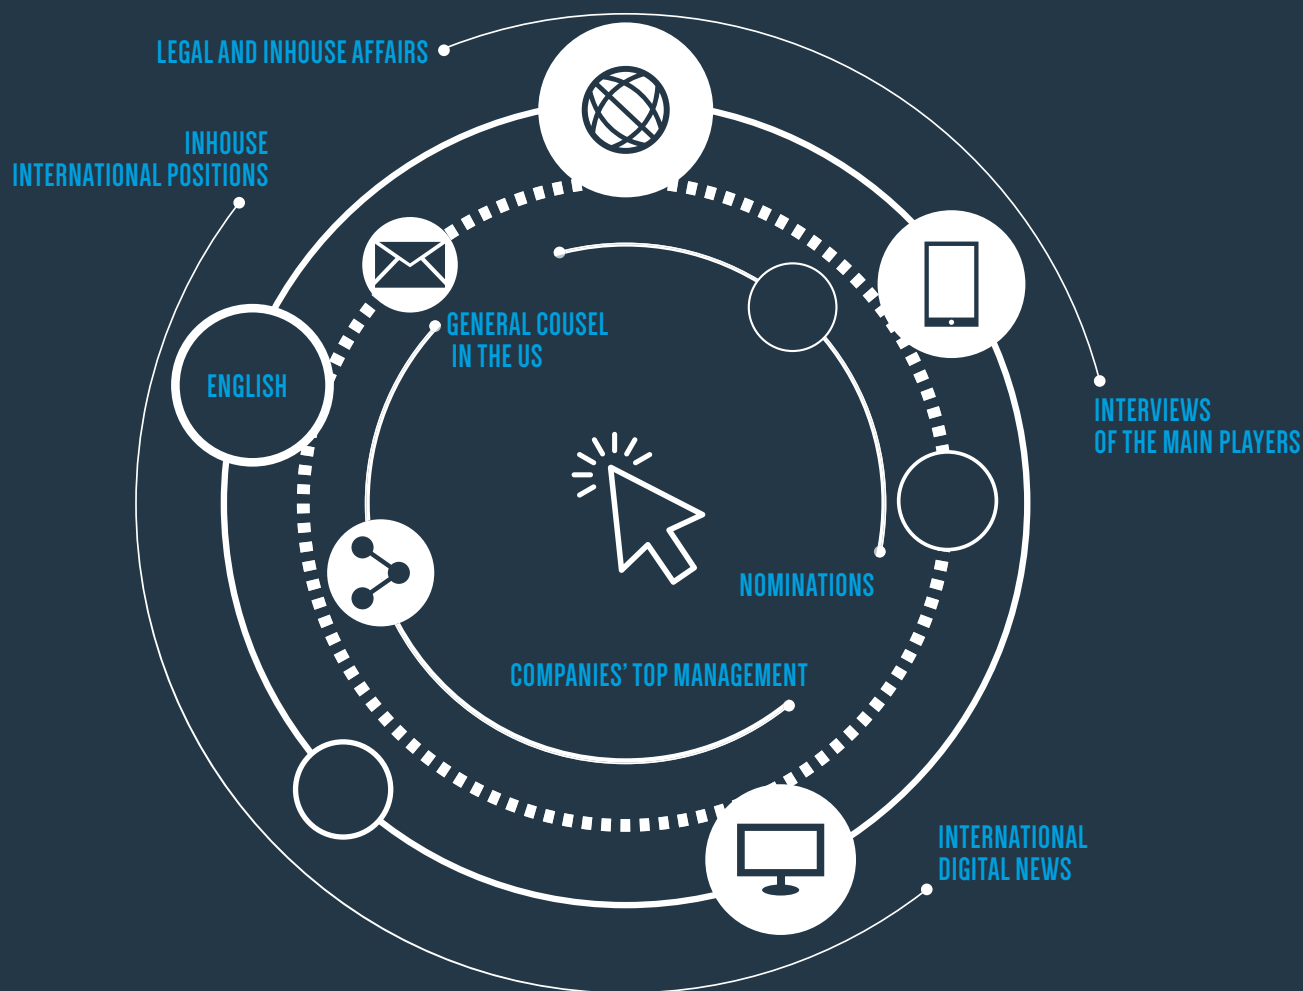 LEGAL AND INHOUSE AFFAIRS
INHOUSE
INTERNATIONAL POSITIONS
GENERAL COUSEL
IN THE US
ENGLISH
INTERVIEWS
OF THE MAIN PLAYERS
NOMINATIONS
COMPANIES’ TOP MANAGEMENT
INTERNATIONAL
DIGITAL NEWS